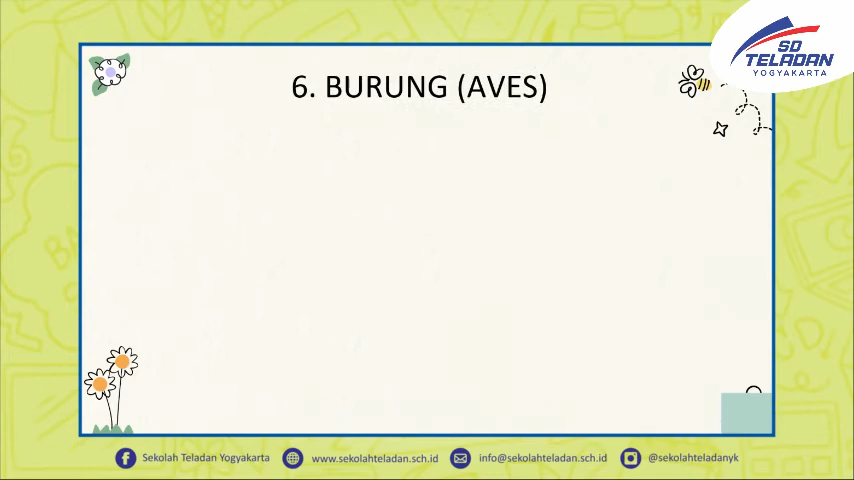 SD
TELADAN
YOGYAKARTA
6. BURUNG (AVES)
Sekolah Teladan Yogyakarta
www.sekolahteladan.sch.id
info@sekolahteladan.sch.id
@sekolahteladanyk